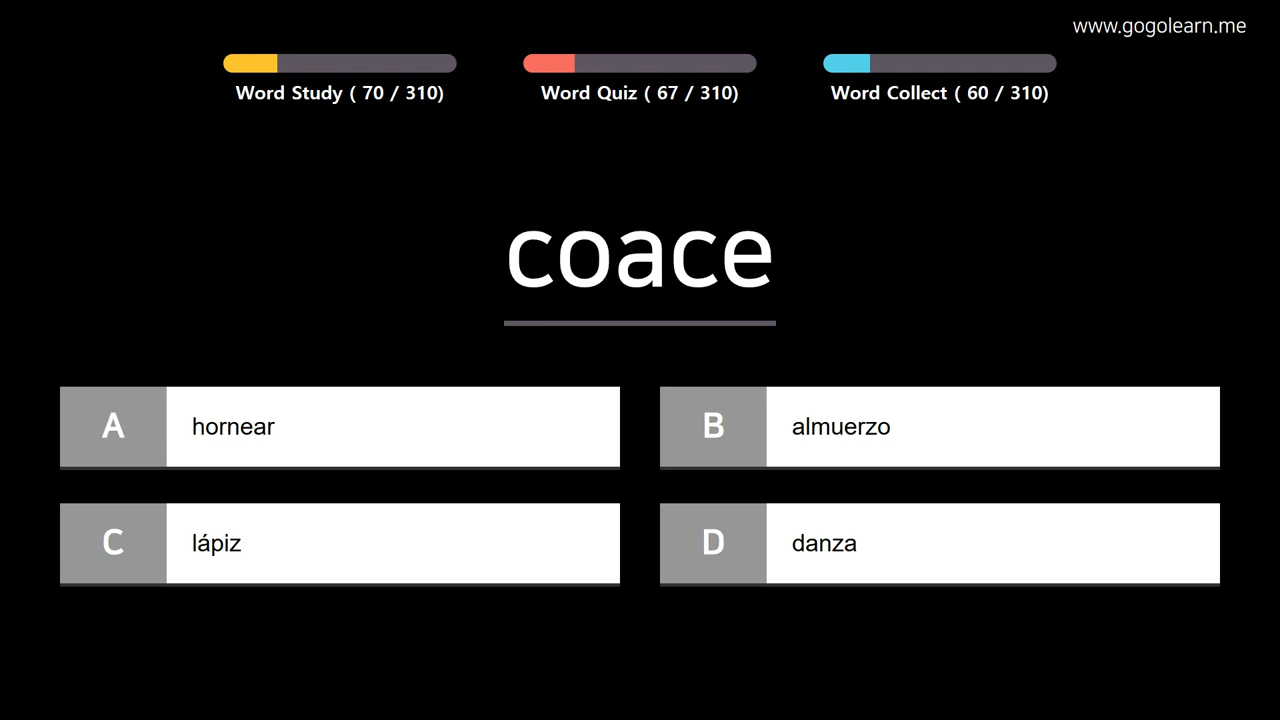 www.gogolearn.me
Word Study ( 70 / 310)
Word Quiz ( 67 / 310)
Word Collect ( 60 / 310)
coace
A hornear
B almuerzo
C lápiz
D danza